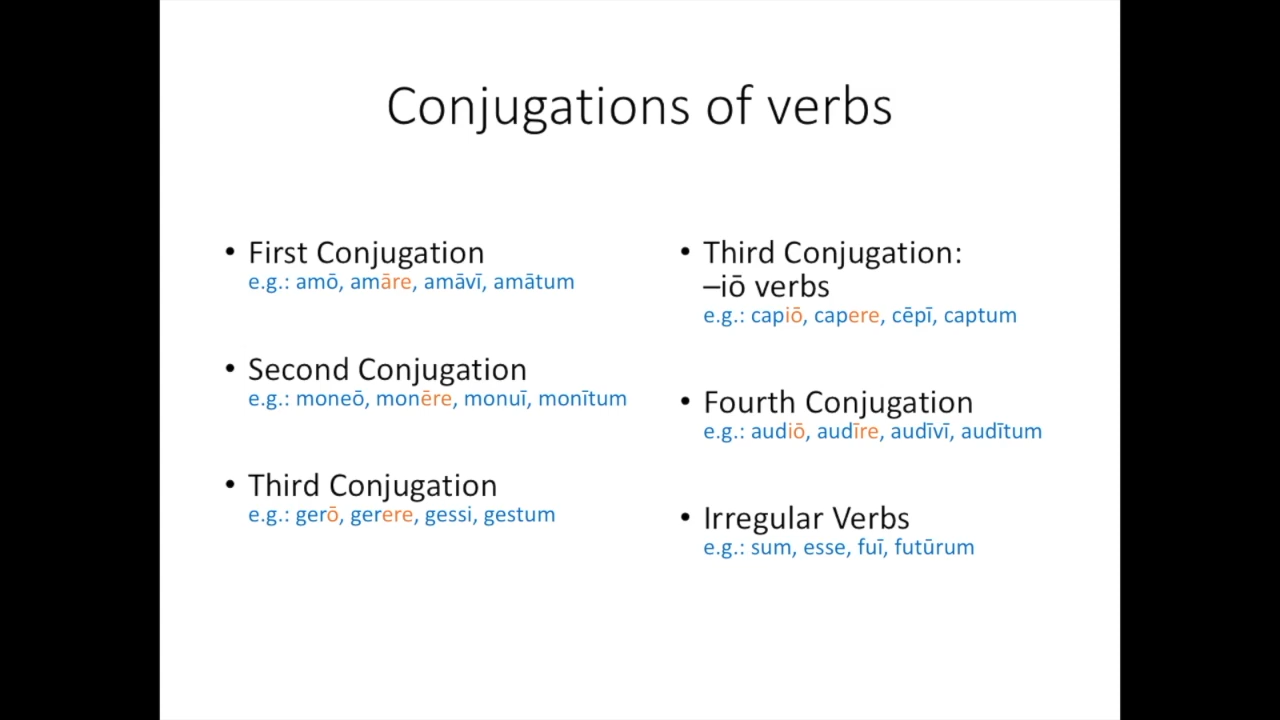 Conjugations of verbs
• First Conjugation
e.g.: amō, amāre, amāvī, amātum
• Second Conjugation
e.g.: moneō, monēre, monuī, monītum
• Third Conjugation
e.g.: gerō, gerere, gessi, gestum
• Third Conjugation:
–iō verbs
e.g.: capiō, capere, cēpī, captum
• Fourth Conjugation
e.g.: audiō, audīre, audīvī, audītum
• Irregular Verbs
e.g.: sum, esse, fuī, futūrum